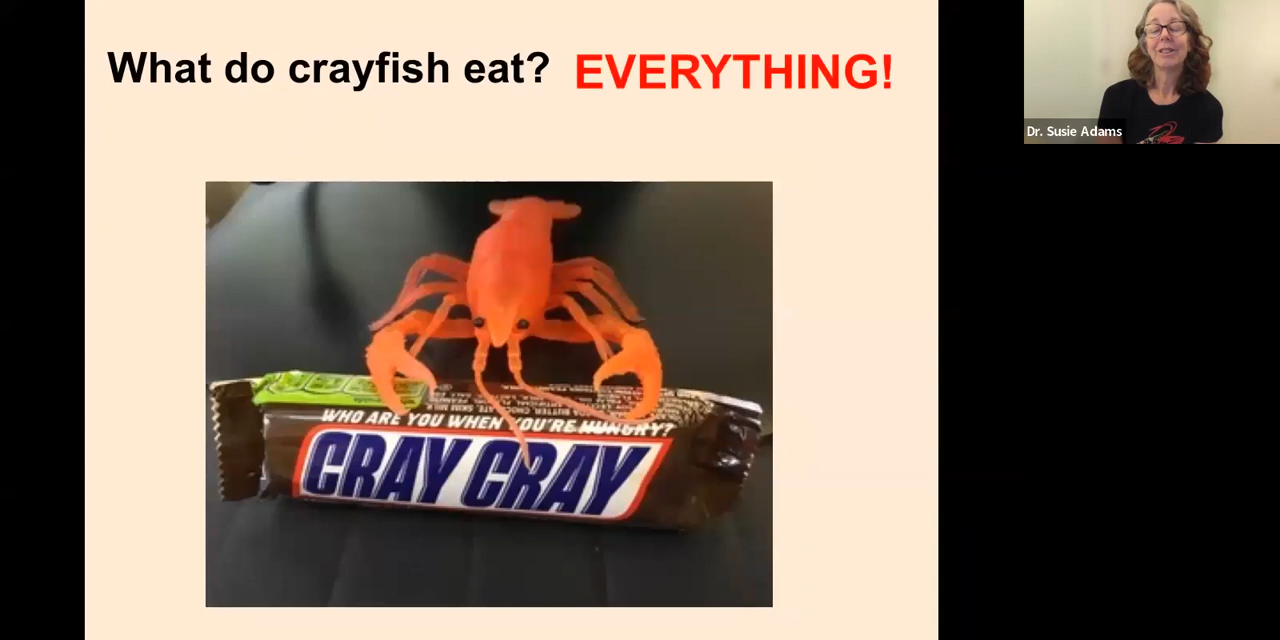 What do crayfish eat? EVERYTHING!
Dr. Susie Adams
WHO ARE YOU WHEN YOU'RE HUNGRY?
CRAY CRAY